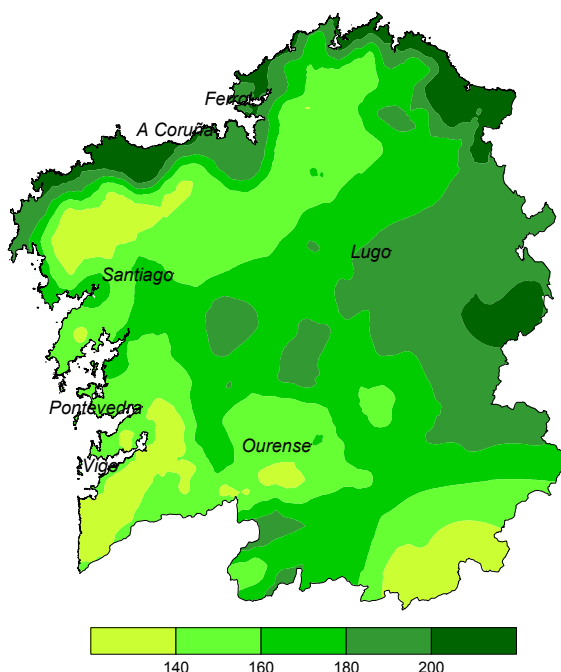 Ferrol
A Coruña
Lugo
Santiago
Pontevedra
Ourense
Vigo
140 160 180 200